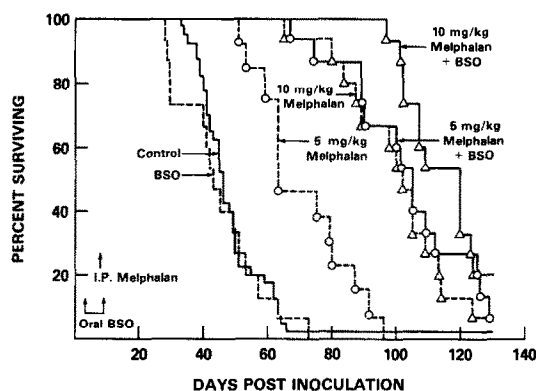 PERCENT SURVIVING
100
80
60
40
20
Control
BSO
I.P. Melphalan
Oral BSO
10 mg/kg
Melphalan
5 mg/kg
Melphalan
10 mg/kg
Melphalan
+ BSO
5 mg/kg
Melphalan
+ BSO
20
40
60
80
100
120
140
DAYS POST INOCULATION